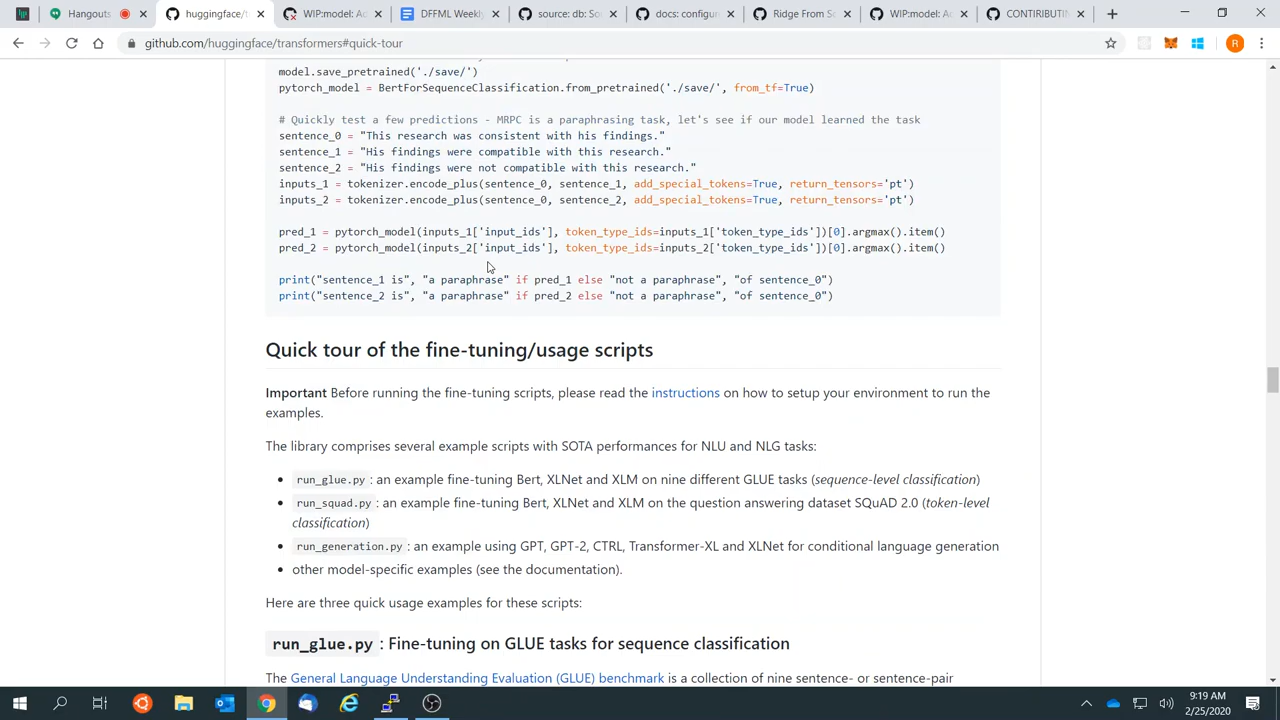 Hangouts
huggingface/t
WIP:model: Ad
DFFML Weekly
source: db: So
docs: configur
Ridge From Sc
WIP:model: Ad
CONTRIBUTIN
github.com/huggingface/transformers#quick-tour
R
model.save_pretrained('./save/')
pytorch_model = BertForSequenceClassification.from_pretrained('./save/', from_tf=True)
# Quickly test a few predictions - MRPC is a paraphrasing task, let's see if our model learned the task
sentence_0 = "This research was consistent with his findings."
sentence_1 = "His findings were compatible with this research."
sentence_2 = "His findings were not compatible with this research."
inputs_1 = tokenizer.encode_plus(sentence_0, sentence_1, add_special_tokens=True, return_tensors='pt')
inputs_2 = tokenizer.encode_plus(sentence_0, sentence_2, add_special_tokens=True, return_tensors='pt')
pred_1 = pytorch_model(inputs_1['input_ids'], token_type_ids=inputs_1['token_type_ids'])[0].argmax().item()
pred_2 = pytorch_model(inputs_2['input_ids'], token_type_ids=inputs_2['token_type_ids'])[0].argmax().item()
print("sentence_1 is", "a paraphrase" if pred_1 else "not a paraphrase", "of sentence_0")
print("sentence_2 is", "a paraphrase" if pred_2 else "not a paraphrase", "of sentence_0")
Quick tour of the fine-tuning/usage scripts
Important Before running the fine-tuning scripts, please read the instructions on how to setup your environment to run the
examples.
The library comprises several example scripts with SOTA performances for NLU and NLG tasks:
• run_glue.py : an example fine-tuning Bert, XLNet and XLM on nine different GLUE tasks (sequence-level classification)
• run_squad.py : an example fine-tuning Bert, XLNet and XLM on the question answering dataset SQuAD 2.0 (token-level
classification)
• run_generation.py : an example using GPT, GPT-2, CTRL, Transformer-XL and XLNet for conditional language generation
• other model-specific examples (see the documentation).
Here are three quick usage examples for these scripts:
run_glue.py : Fine-tuning on GLUE tasks for sequence classification
The General Language Understanding Evaluation (GLUE) benchmark is a collection of nine sentence- or sentence-pair
9:19 AM
2/25/2020